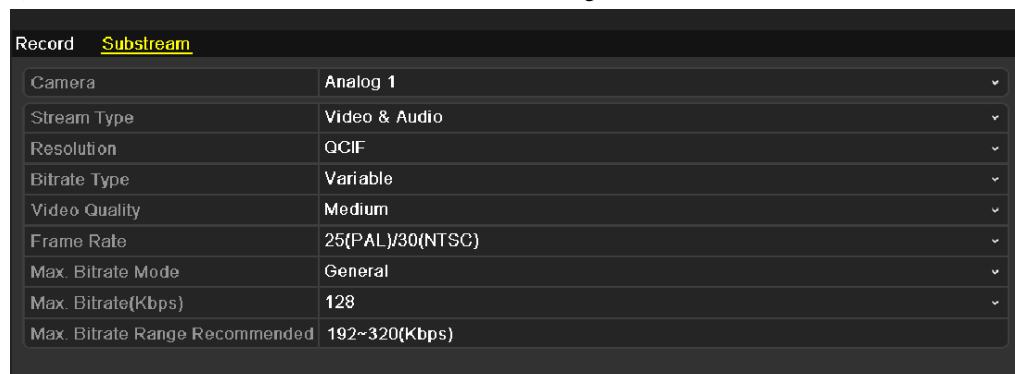 Record Substream
Camera Analog 1
Stream Type Video & Audio
Resolution QCIF
Bitrate Type Variable
Video Quality Medium
Frame Rate 25(PAL)/30(NTSC)
Max. Bitrate Mode General
Max. Bitrate(Kbps) 128
Max. Bitrate Range Recommended 192~320(Kbps)